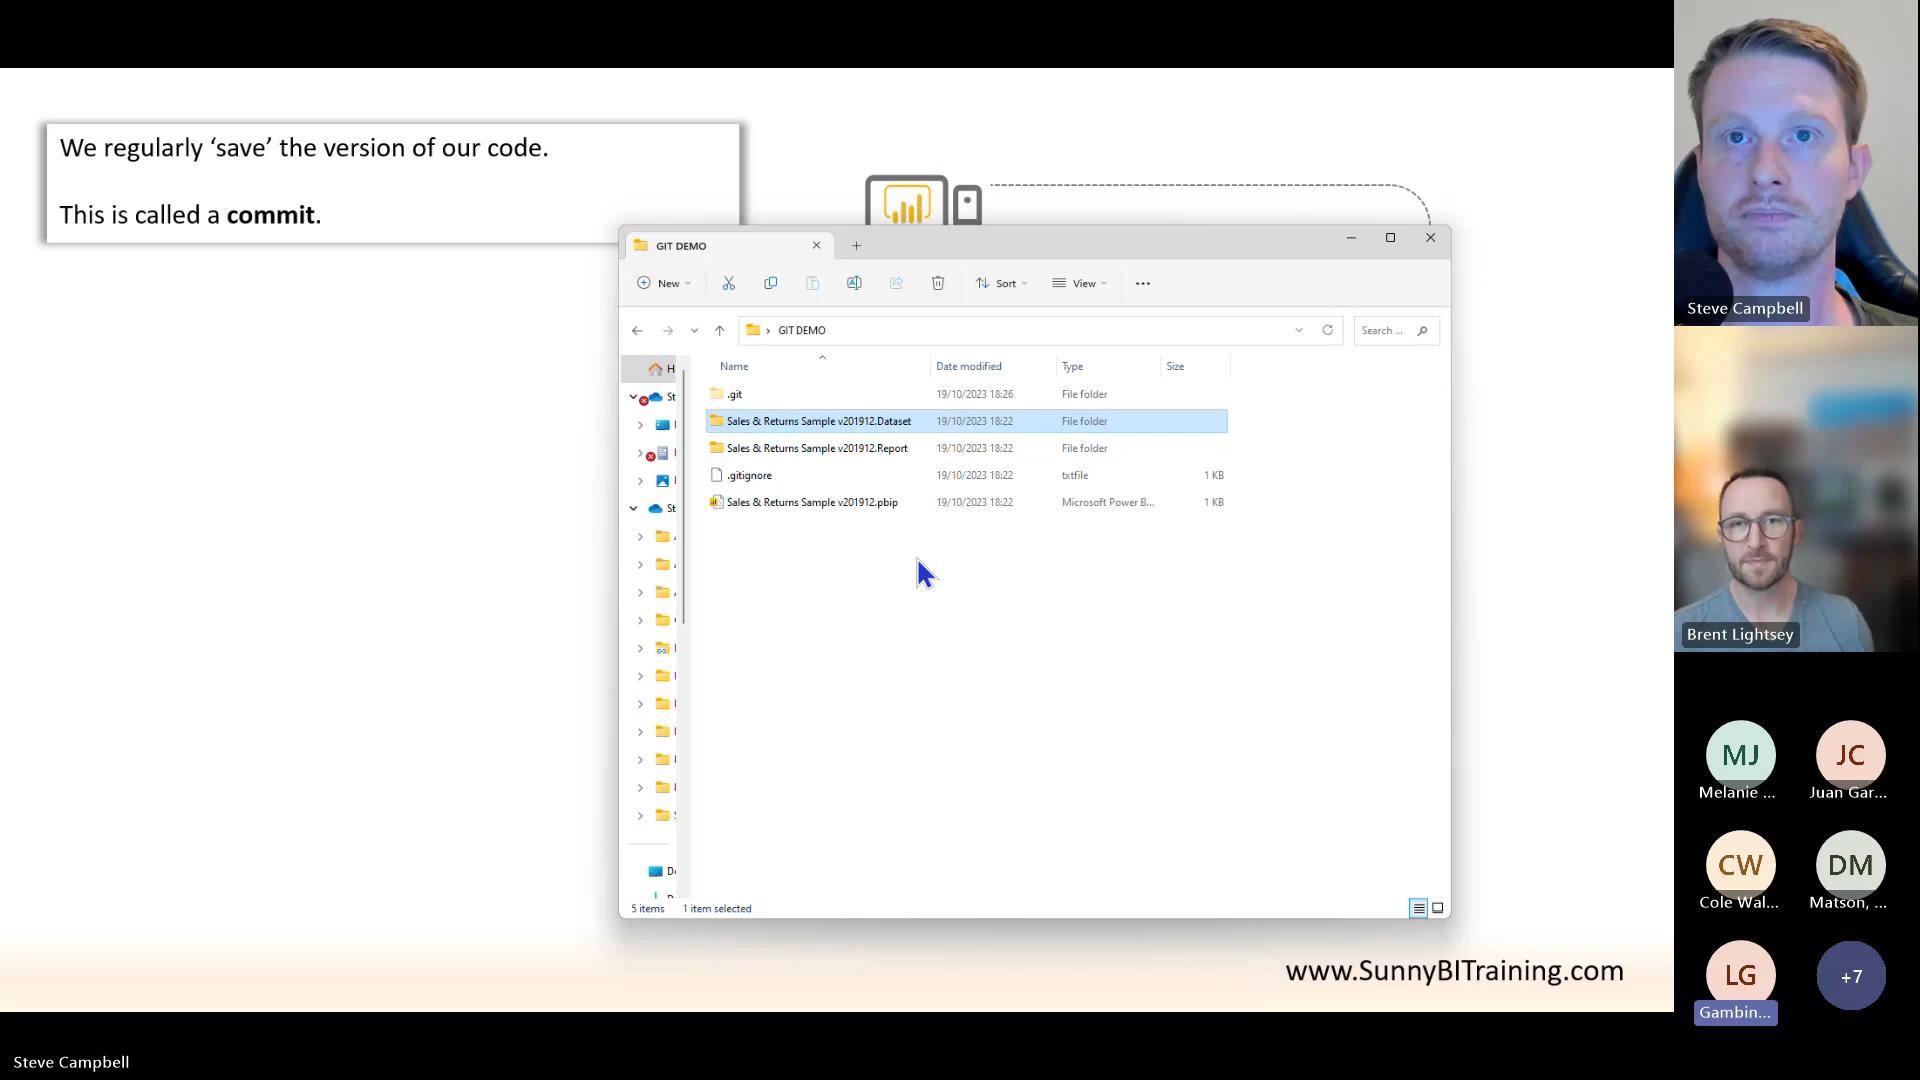 We regularly ‘save’ the version of our code.
This is called a commit.
GIT DEMO
New
Sort
View
GIT DEMO
Search ...
Name
Date modified
Type
Size
.git
19/10/2023 18:26
File folder
Sales & Returns Sample v201912.Dataset
19/10/2023 18:22
File folder
Sales & Returns Sample v201912.Report
19/10/2023 18:22
File folder
.gitignore
19/10/2023 18:22
txtfile
1 KB
Sales & Returns Sample v201912.pbip
19/10/2023 18:22
Microsoft Power B...
1 KB
H
St
St
5 items
1 item selected
www.SunnyBITraining.com
Steve Campbell
Steve Campbell
Brent Lightsey
MJ
Melanie ...
JC
Juan Gar...
CW
Cole Wal...
DM
Matson, ...
LG
Gambin...
+7